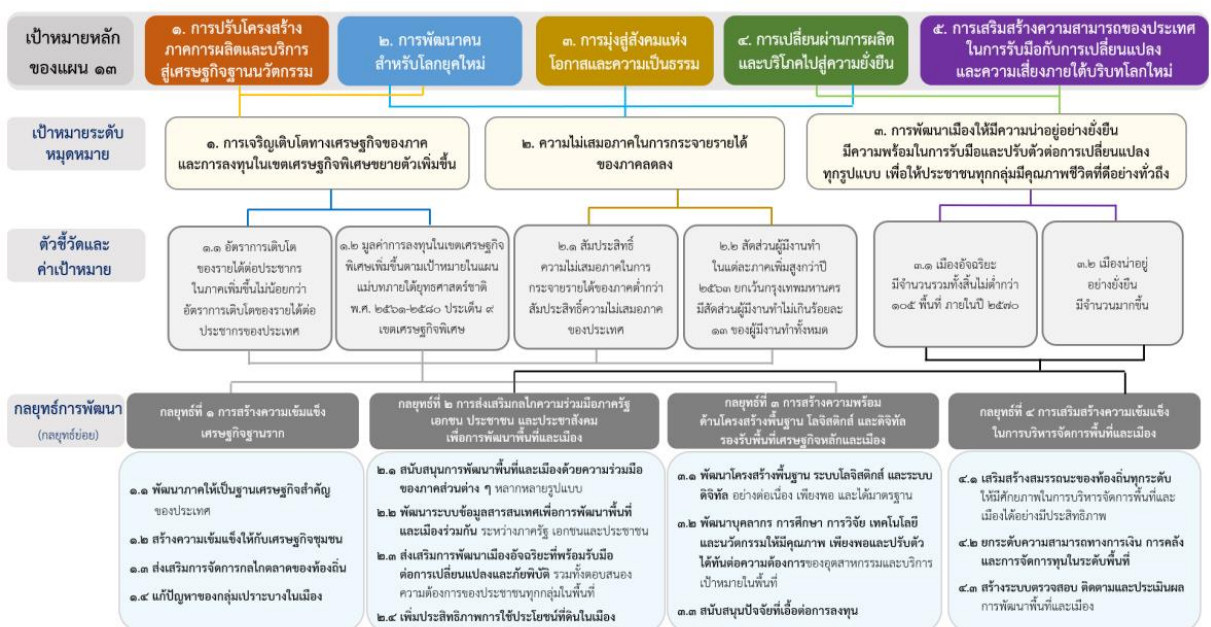 เป้าหมายหลัก
ของแผน ๑๓
๑. การปรับโครงสร้าง
ภาคการผลิตและบริการ
สู่เศรษฐกิจฐานนวัตกรรม
๒. การพัฒนาคน
สำหรับโลกยุคใหม่
๓. การมุ่งสู่สังคมแห่ง
โอกาสและความเป็นธรรม
๔. การเปลี่ยนผ่านการผลิต
และบริโภคไปสู่ความยั่งยืน
๕. การเสริมสร้างความสามารถของประเทศ
ในการรับมือกับการเปลี่ยนแปลง
และความเสี่ยงภายใต้บริบทโลกใหม่
เป้าหมายระดับ
หมุดหมาย
๑. การเจริญเติบโตทางเศรษฐกิจของภาค
และการลงทุนในเขตเศรษฐกิจพิเศษขยายตัวเพิ่มขึ้น
๒. ความไม่เสมอภาคในการกระจายรายได้
ของภาคลดลง
๓. การพัฒนาเมืองให้มีความน่าอยู่อย่างยั่งยืน
มีความพร้อมในการรับมือและปรับตัวต่อการเปลี่ยนแปลง
ทุกรูปแบบ เพื่อให้ประชาชนทุกกลุ่มมีคุณภาพชีวิตที่ดีอย่างทั่วถึง
ตัวชี้วัดและ
ค่าเป้าหมาย
๑.๑ อัตราการเติบโต
ของรายได้ต่อประชากร
ในภาคเพิ่มขึ้นไม่น้อยกว่า
อัตราการเติบโตของรายได้ต่อ
ประชากรของประเทศ
๑.๒ มูลค่าการลงทุนในเขตเศรษฐกิจ
พิเศษเพิ่มขึ้นตามเป้าหมายในแผน
แม่บทภายใต้ยุทธศาสตร์ชาติ
พ.ศ. ๒๕๖๑-๒๕๘๐ ประเด็น ๙
เขตเศรษฐกิจพิเศษ
๒.๑ สัมประสิทธิ์
ความไม่เสมอภาคในการ
กระจายรายได้ของภาคต่ำกว่า
สัมประสิทธิ์ความไม่เสมอภาค
ของประเทศ
๒.๒ สัดส่วนผู้มีงานทำ
ในแต่ละภาคเพิ่มสูงกว่าปี
๒๕๖๓ ยกเว้นกรุงเทพมหานคร
มีสัดส่วนผู้มีงานทำไม่เกินร้อยละ
๑๓ ของผู้มีงานทำทั้งหมด
๓.๑ เมืองอัจฉริยะ
มีจำนวนรวมทั้งสิ้นไม่ต่ำกว่า
๑๐๕ พื้นที่ ภายในปี ๒๕๗๐
๓.๒ เมืองน่าอยู่
อย่างยั่งยืน
มีจำนวนมากขึ้น
กลยุทธ์การพัฒนา
(กลยุทธ์ย่อย)
กลยุทธ์ที่ ๑ การสร้างความเข้มแข็ง
เศรษฐกิจฐานราก
๑.๑ พัฒนาภาคให้เป็นฐานเศรษฐกิจสำคัญ
ของประเทศ
๑.๒ สร้างความเข้มแข็งให้กับเศรษฐกิจชุมชน
๑.๓ ส่งเสริมการจัดการกลไกตลาดของท้องถิ่น
๑.๔ แก้ปัญหาของกลุ่มเปราะบางในเมือง
กลยุทธ์ที่ ๒ การส่งเสริมกลไกความร่วมมือภาครัฐ
เอกชน ประชาชน และประชาสังคม
เพื่อการพัฒนาพื้นที่และเมือง
๒.๑ สนับสนุนการพัฒนาพื้นที่และเมืองด้วยความร่วมมือ
ของภาคส่วนต่าง ๆ หลากหลายรูปแบบ
๒.๒ พัฒนาระบบข้อมูลสารสนเทศเพื่อการพัฒนาพื้นที่
และเมืองร่วมกัน ระหว่างภาครัฐ เอกชนและประชาชน
๒.๓ ส่งเสริมการพัฒนาเมืองอัจฉริยะที่พร้อมรับมือ
ต่อการเปลี่ยนแปลงและภัยพิบัติ รวมทั้งตอบสนอง
ความต้องการของประชาชนทุกกลุ่มในพื้นที่
๒.๔ เพิ่มประสิทธิภาพการใช้ประโยชน์ที่ดินในเมือง
กลยุทธ์ที่ ๓ การสร้างความพร้อม
ด้านโครงสร้างพื้นฐาน โลจิสติกส์ และดิจิทัล
รองรับพื้นที่เศรษฐกิจหลักและเมือง
๓.๑ พัฒนาโครงสร้างพื้นฐาน ระบบโลจิสติกส์ และระบบ
ดิจิทัล อย่างต่อเนื่อง เพียงพอ และได้มาตรฐาน
๓.๒ พัฒนาบุคลากร การศึกษา การวิจัย เทคโนโลยี
และนวัตกรรมให้มีคุณภาพ เพียงพอและปรับตัว
ได้ทันต่อความต้องการของอุตสาหกรรมและบริการ
เป้าหมายในพื้นที่
๓.๓ สนับสนุนปัจจัยที่เอื้อต่อการลงทุน
กลยุทธ์ที่ ๔ การเสริมสร้างความเข้มแข็ง
ในการบริหารจัดการพื้นที่และเมือง
๔.๑ เสริมสร้างสมรรถนะของท้องถิ่นทุกระดับ
ให้มีศักยภาพในการบริหารจัดการพื้นที่และ
เมืองได้อย่างมีประสิทธิภาพ
๔.๒ ยกระดับความสามารถทางการเงิน การคลัง
และการจัดการทุนในระดับพื้นที่
๔.๓ สร้างระบบตรวจสอบ ติดตามและประเมินผล
การพัฒนาพื้นที่และเมือง